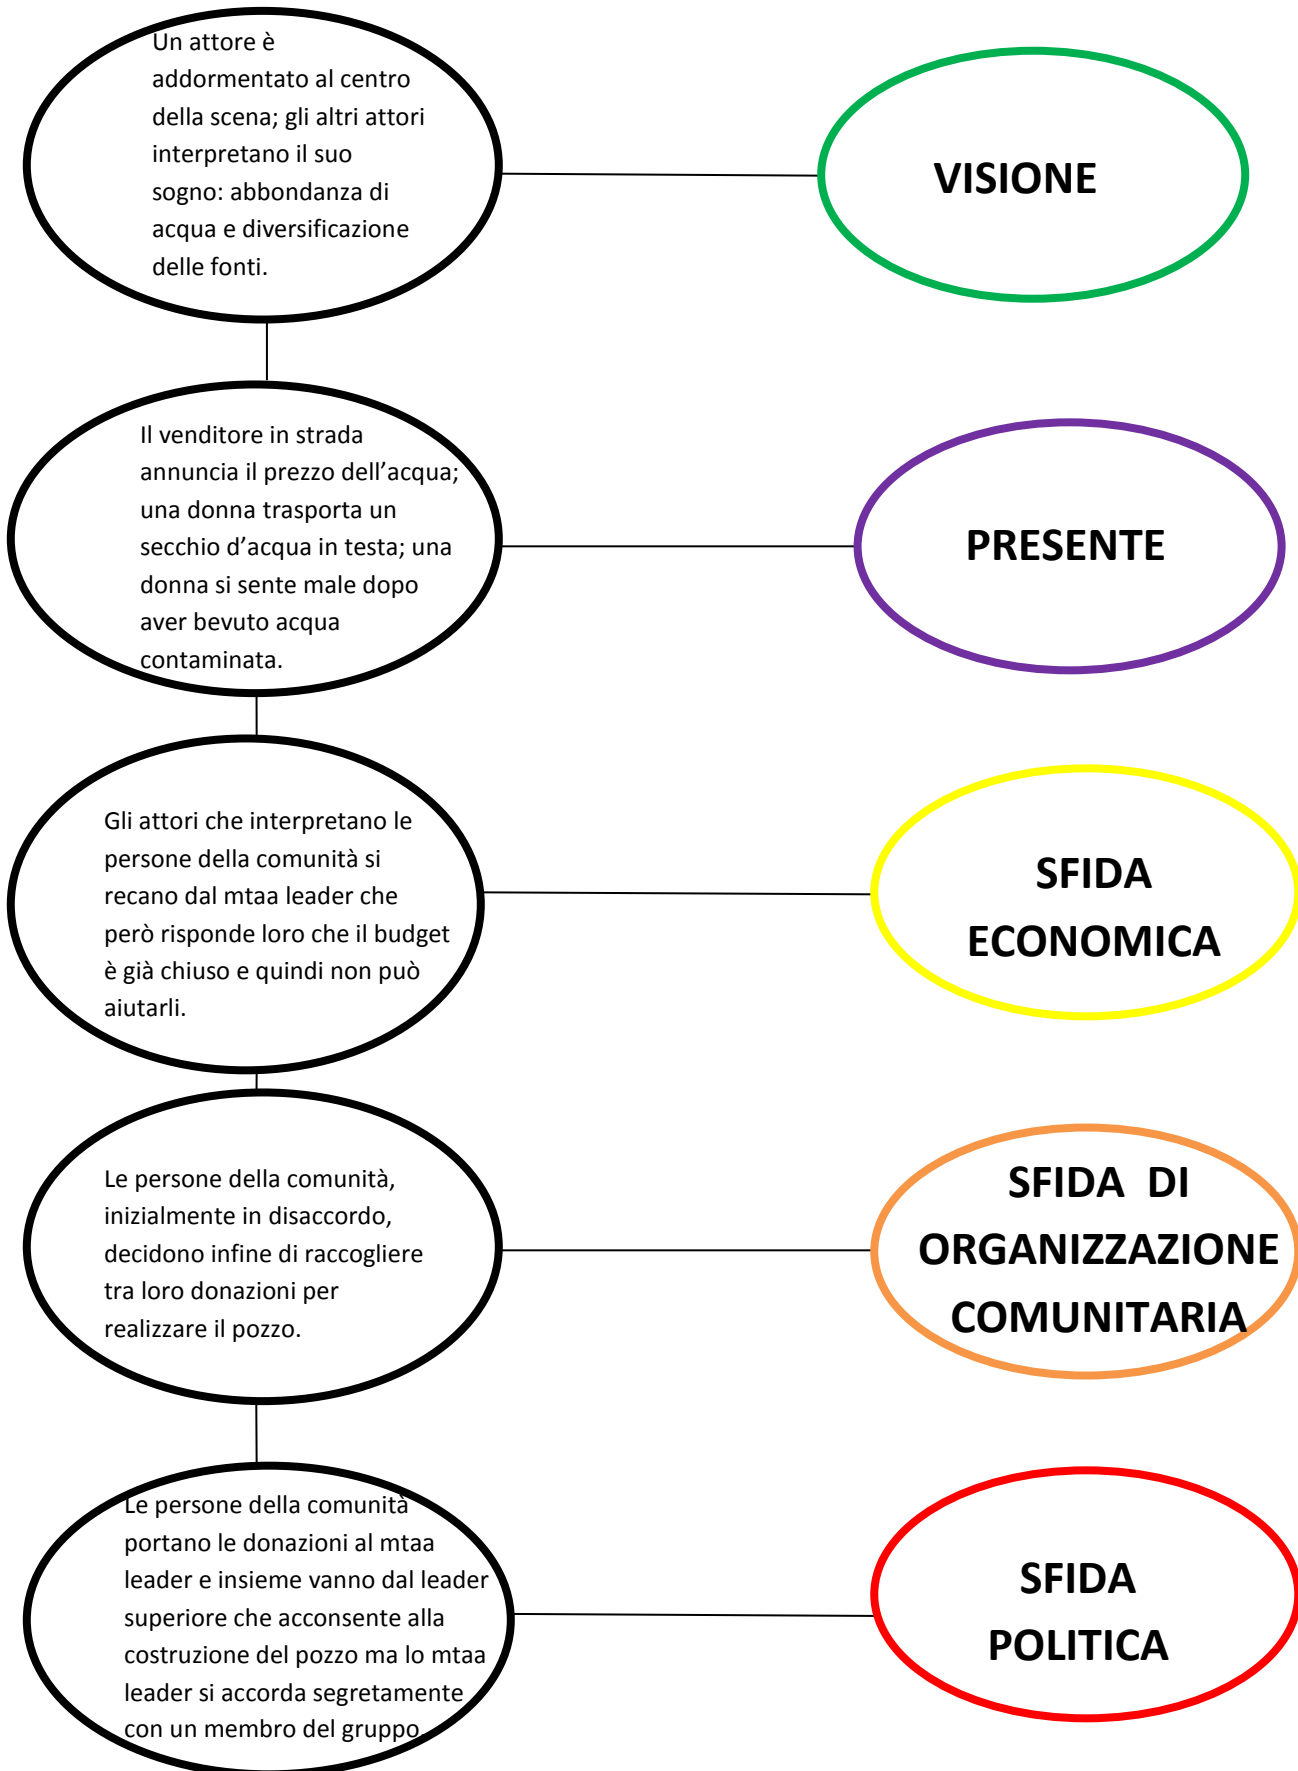 Un attore è
addormentato al centro
della scena; gli altri attori
interpretano il suo
sogno: abbondanza di
acqua e diversificazione
delle fonti.
VISIONE
Il venditore in strada
annuncia il prezzo dell’acqua;
una donna trasporta un
secchio d’acqua in testa; una
donna si sente male dopo
aver bevuto acqua
contaminata.
PRESENTE
Gli attori che interpretano le
persone della comunità si
recano dal mtaa leader che
però risponde loro che il budget
è già chiuso e quindi non può
aiutarli.
SFIDA
ECONOMICA
Le persone della comunità,
inizialmente in disaccordo,
decidono infine di raccogliere
tra loro donazioni per
realizzare il pozzo.
SFIDA DI
ORGANIZZAZIONE
COMUNITARIA
Le persone della comunità
portano le donazioni al mtaa
leader e insieme vanno dal leader
superiore che acconsente alla
costruzione del pozzo ma lo mtaa
leader si accorda segretamente
con un membro del gruppo.
SFIDA
POLITICA